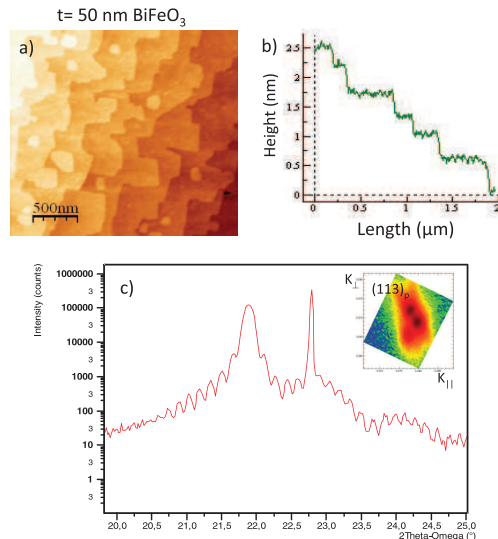 t= 50 nm BiFeO3
a)
500nm
b)
Height (nm)
2.5
2
1.5
1
0.5
0
0 0.5 1 1.5 2
Length (µm)
c)
Intensity (counts)
1000000
3
100000
3
10000
3
1000
3
100
3
10
3
1
3
20,0 20,5 21,0 21,5 22,0 22,5 23,0 23,5 24,0 24,5 25,0
2Theta-Omega (°)
K⊥
(113)p
K||